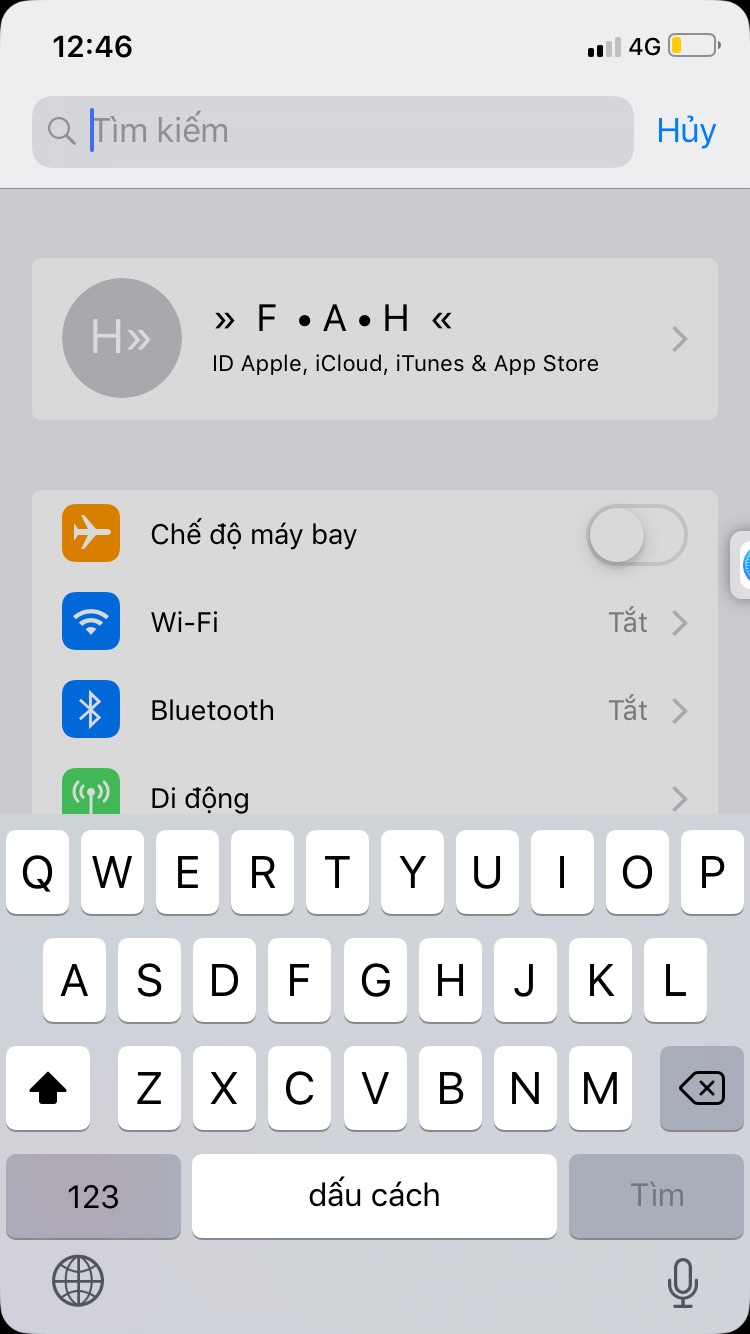 12:46
4G
Tìm kiếm
Hủy
H»
» F • A • H «
ID Apple, iCloud, iTunes & App Store
Chế độ máy bay
Wi-Fi
Tắt
Bluetooth
Tắt
Di động
Q W E R T Y U I O P
A S D F G H J K L
Z X C V B N M
123
dấu cách
Tìm